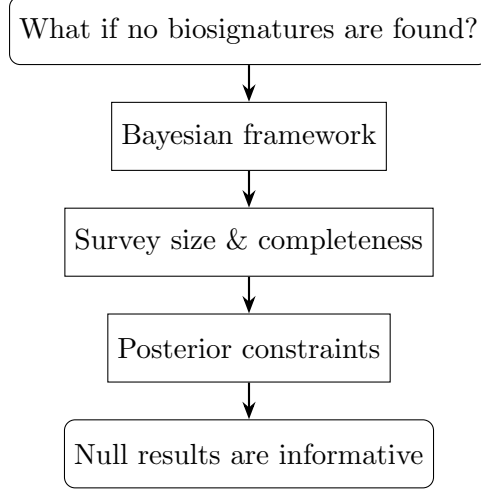 What if no biosignatures are found?
Bayesian framework
Survey size & completeness
Posterior constraints
Null results are informative